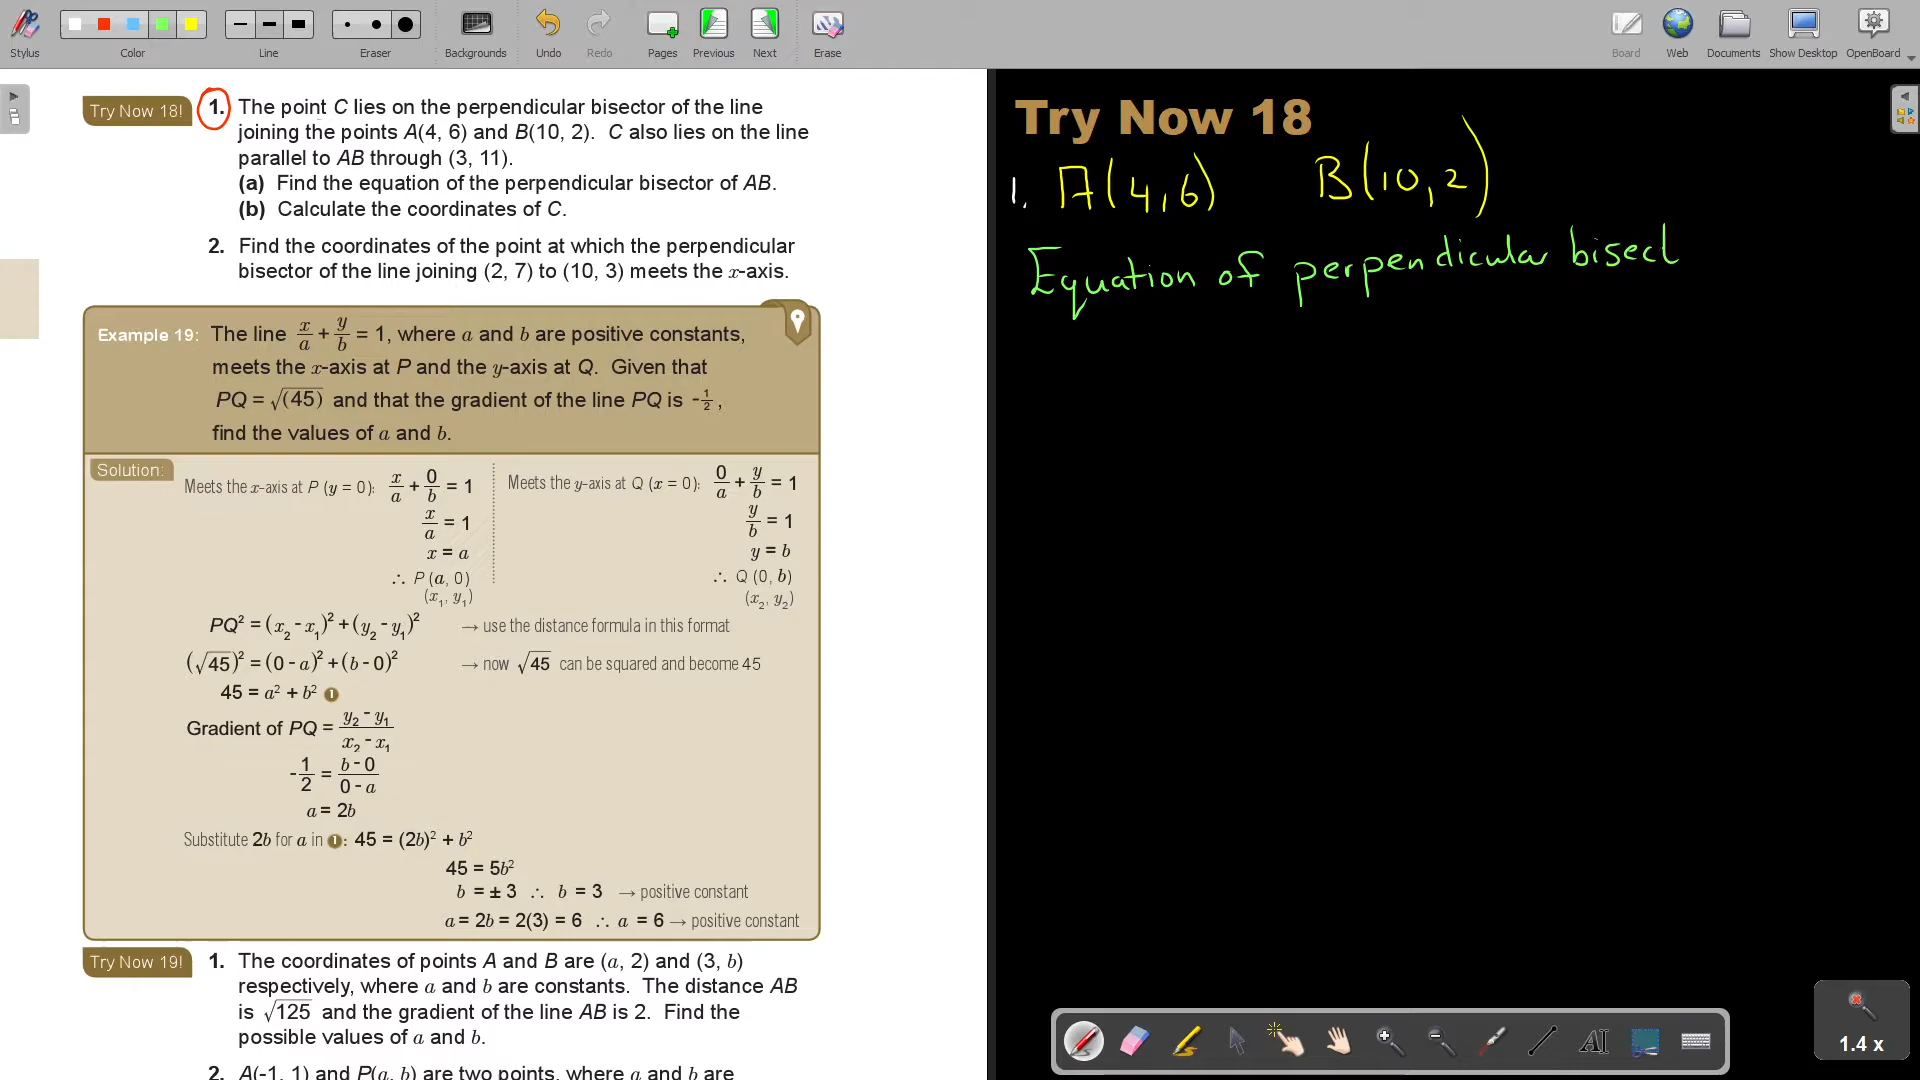 Stylus
Color
Line
Eraser
Backgrounds
Undo
Redo
Pages
Previous
Next
Erase
Board
Web
Documents
Show Desktop
OpenBoard
Try Now 18!
1. The point C lies on the perpendicular bisector of the line
joining the points A(4, 6) and B(10, 2). C also lies on the line
parallel to AB through (3, 11).
(a) Find the equation of the perpendicular bisector of AB.
(b) Calculate the coordinates of C.
2. Find the coordinates of the point at which the perpendicular
bisector of the line joining (2, 7) to (10, 3) meets the x-axis.
Example 19: The line x/a + y/b = 1, where a and b are positive constants,
meets the x-axis at P and the y-axis at Q. Given that
PQ = √(45) and that the gradient of the line PQ is -1/2,
find the values of a and b.
Solution:
Meets the x-axis at P (y = 0): x/a + 0/b = 1
x/a = 1
x = a
∴ P (a, 0)
(x₁, y₁)
Meets the y-axis at Q (x = 0): 0/a + y/b = 1
y/b = 1
y = b
∴ Q (0, b)
(x₂, y₂)
PQ² = (x₂ - x₁)² + (y₂ - y₁)² → use the distance formula in this format
(√45)² = (0 - a)² + (b - 0)² → now √45 can be squared and become 45
45 = a² + b² ❶
Gradient of PQ = (y₂ - y₁)/(x₂ - x₁)
-1/2 = (b - 0)/(0 - a)
a = 2b
Substitute 2b for a in ❶: 45 = (2b)² + b²
45 = 5b²
b = ± 3 ∴ b = 3 → positive constant
a = 2b = 2(3) = 6 ∴ a = 6 → positive constant
Try Now 19!
1. The coordinates of points A and B are (a, 2) and (3, b)
respectively, where a and b are constants. The distance AB
is √125 and the gradient of the line AB is 2. Find the
possible values of a and b.
2. A(-1, 1) and P(a, b) are two points, where a and b are
Try Now 18
1. A(4,6) B(10,2)
Equation of perpendicular bisect
AI
1.4 x